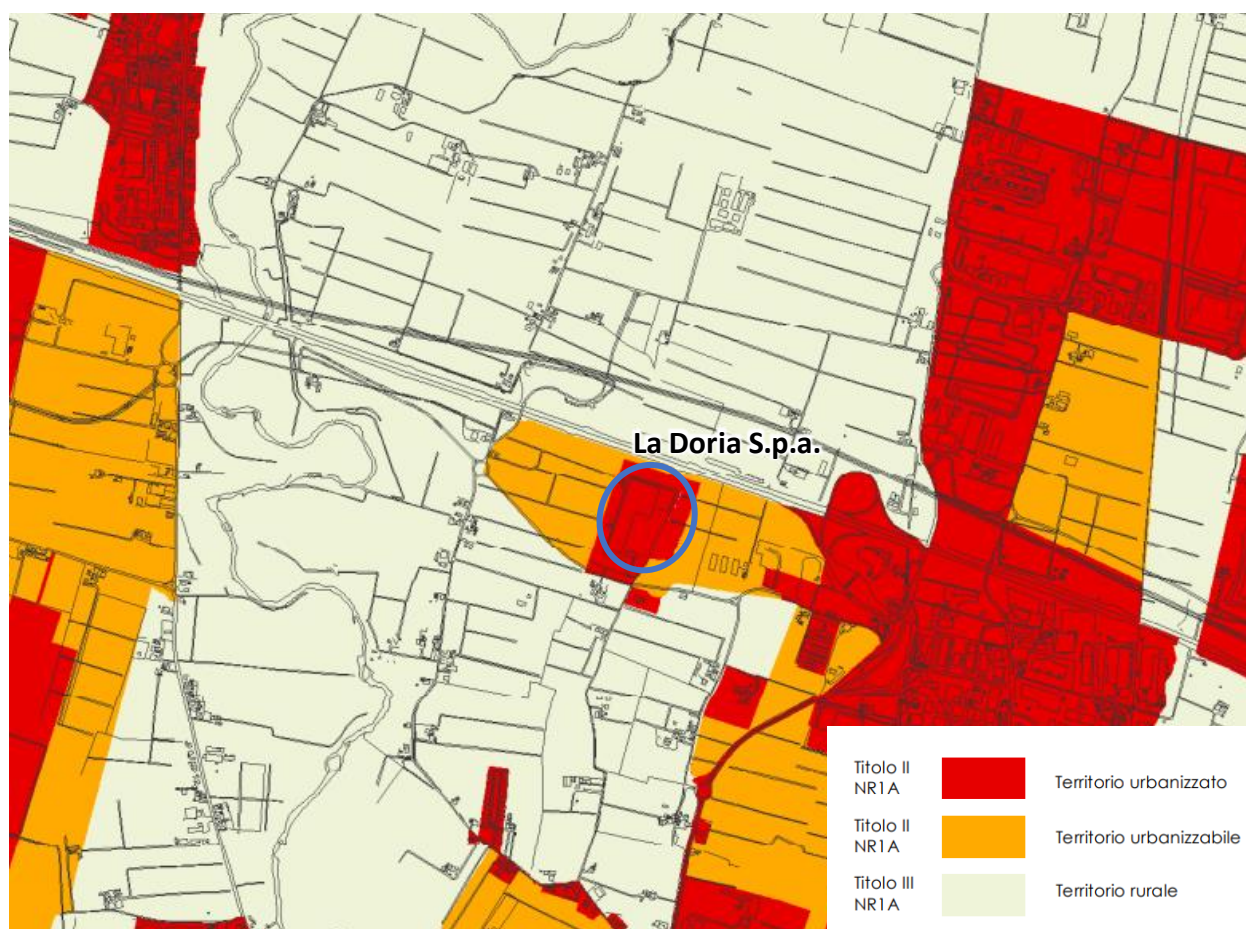 La Doria S.p.a.
Titolo II
NR1A
Territorio urbanizzato
Titolo II
NR1A
Territorio urbanizzabile
Titolo III
NR1A
Territorio rurale